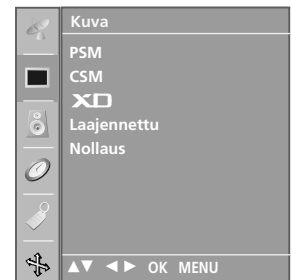 Kuva
PSM
CSM
XD
Laajennettu
Nollaus
▲▼ ◄► OK MENU